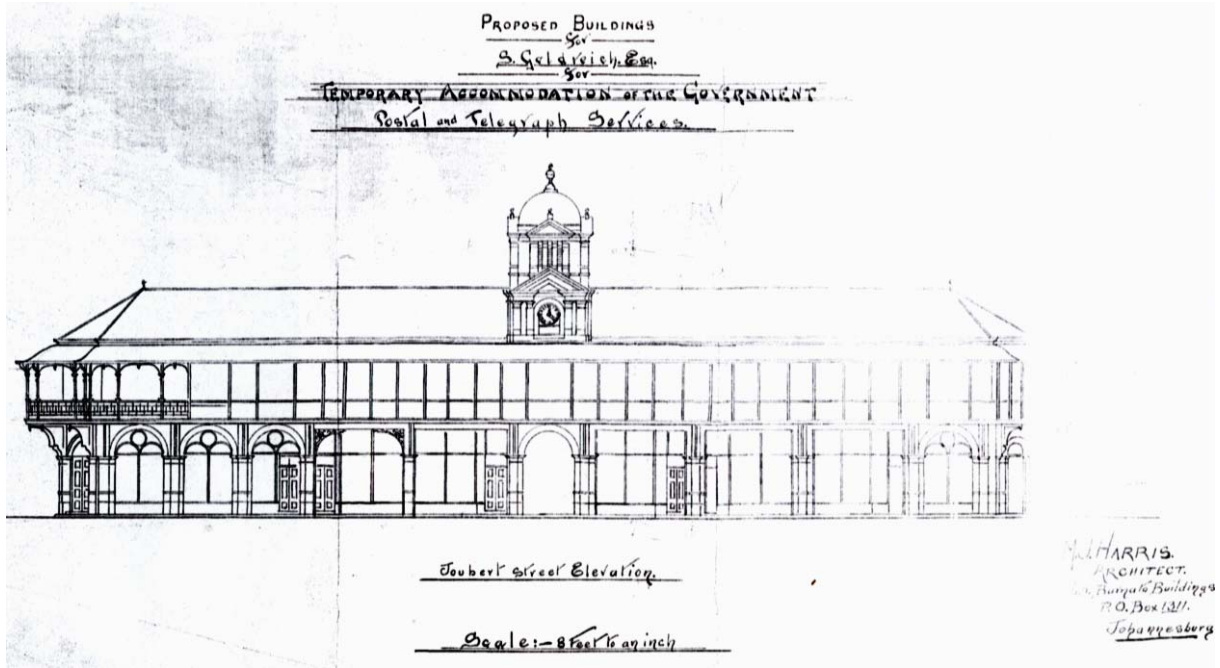 PROPOSED BUILDINGS
for
S. Goldreich. Esq.
for
TEMPORARY ACCOMMODATION OF THE GOVERNMENT
Postal and Telegraph Services.
Joubert Street Elevation.
Scale:- 8 Feet to an inch
HARRIS.
ARCHITECT.
Barnato Buildings
P.O. Box
Johannesburg